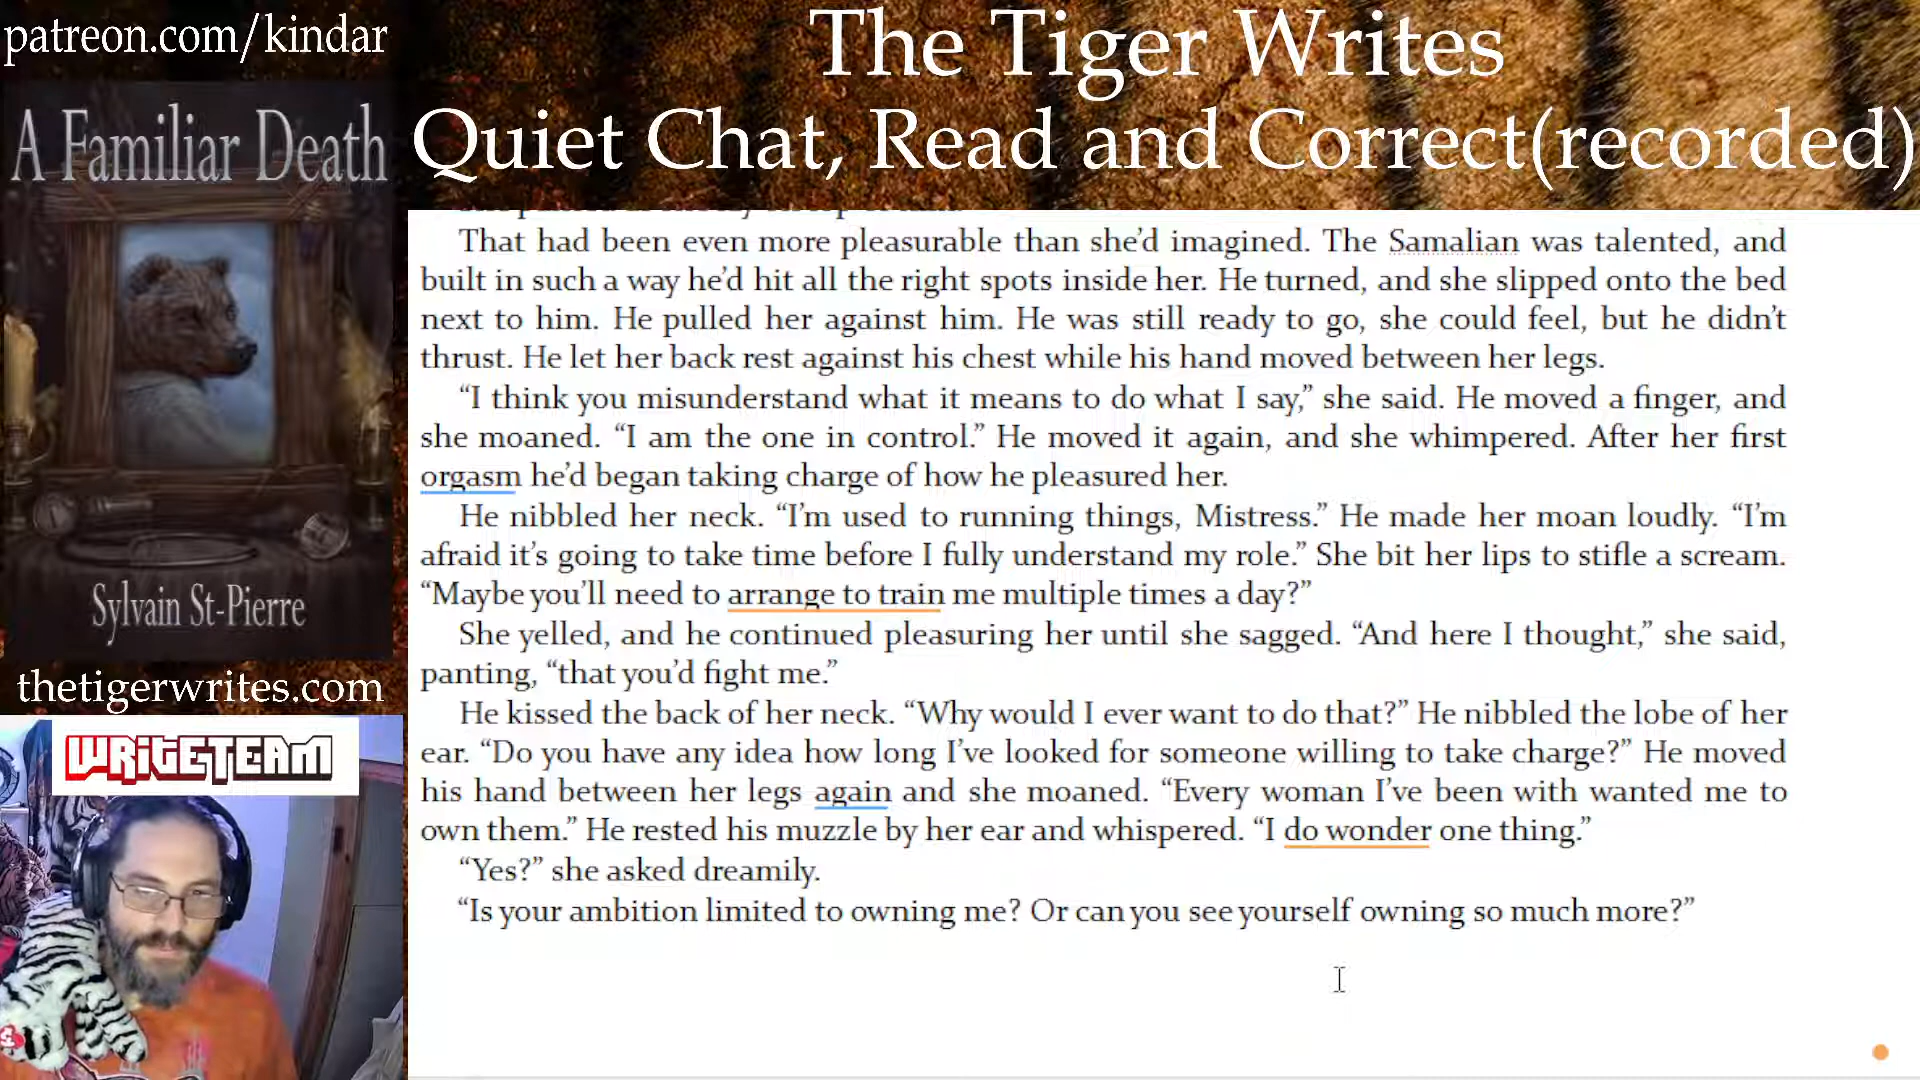 patreon.com/kindar
The Tiger Writes
Quiet Chat, Read and Correct(recorded)
A Familiar Death
Sylvain St-Pierre
thetigerwrites.com
WRITETEAM
That had been even more pleasurable than she’d imagined. The Samalian was talented, and
built in such a way he’d hit all the right spots inside her. He turned, and she slipped onto the bed
next to him. He pulled her against him. He was still ready to go, she could feel, but he didn’t
thrust. He let her back rest against his chest while his hand moved between her legs.
“I think you misunderstand what it means to do what I say,” she said. He moved a finger, and
she moaned. “I am the one in control.” He moved it again, and she whimpered. After her first
orgasm he’d began taking charge of how he pleasured her.
He nibbled her neck. “I’m used to running things, Mistress.” He made her moan loudly. “I’m
afraid it’s going to take time before I fully understand my role.” She bit her lips to stifle a scream.
“Maybe you’ll need to arrange to train me multiple times a day?”
She yelled, and he continued pleasuring her until she sagged. “And here I thought,” she said,
panting, “that you’d fight me.”
He kissed the back of her neck. “Why would I ever want to do that?” He nibbled the lobe of her
ear. “Do you have any idea how long I’ve looked for someone willing to take charge?” He moved
his hand between her legs again and she moaned. “Every woman I’ve been with wanted me to
own them.” He rested his muzzle by her ear and whispered. “I do wonder one thing.”
“Yes?” she asked dreamily.
“Is your ambition limited to owning me? Or can you see yourself owning so much more?”